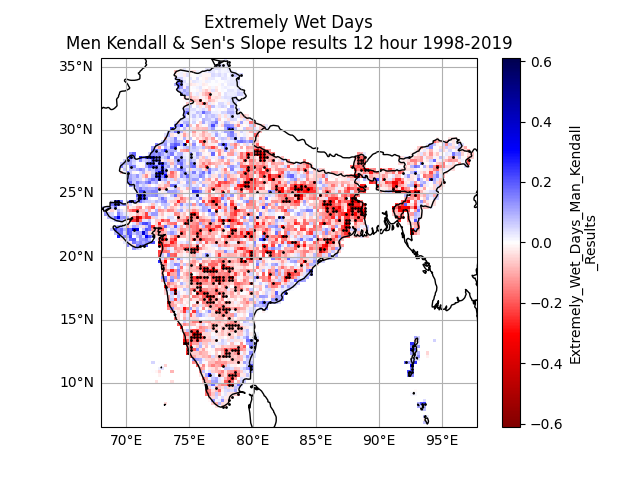 Extremely Wet Days
Men Kendall & Sen's Slope results 12 hour 1998-2019
35°N
30°N
25°N
20°N
15°N
10°N
70°E
75°E
80°E
85°E
90°E
95°E
0.6
0.4
0.2
0.0
−0.2
−0.4
−0.6
Extremely_Wet_Days_Man_Kendall
_Results